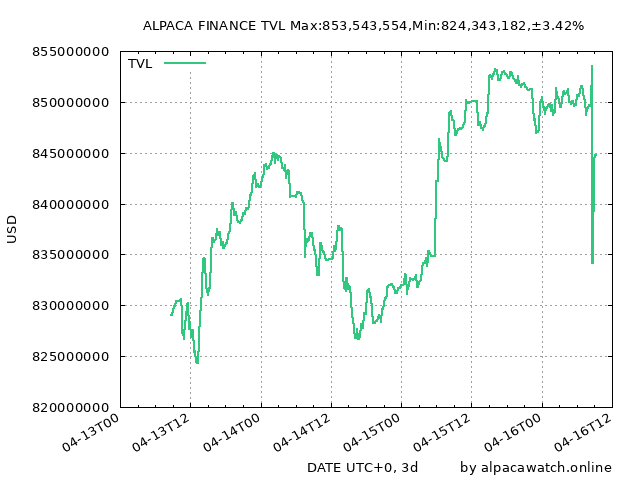 ALPACA FINANCE TVL Max:853,543,554,Min:824,343,182,±3.42%
TVL
855000000
850000000
845000000
840000000
835000000
830000000
825000000
820000000
USD
04-13T00
04-13T12
04-14T00
04-14T12
04-15T00
04-15T12
04-16T00
04-16T12
DATE UTC+0, 3d
by alpacawatch.online